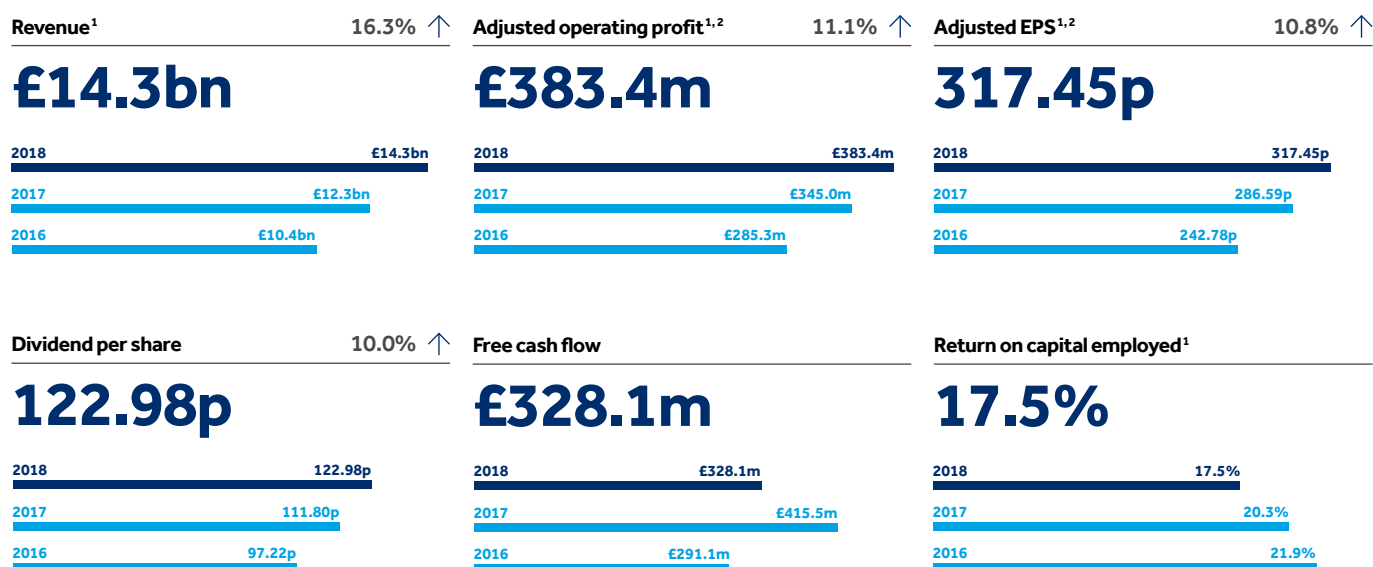 Revenue¹ 16.3%
£14.3bn
2018 £14.3bn
2017 £12.3bn
2016 £10.4bn
Adjusted operating profit¹,² 11.1%
£383.4m
2018 £383.4m
2017 £345.0m
2016 £285.3m
Adjusted EPS¹,² 10.8%
317.45p
2018 317.45p
2017 286.59p
2016 242.78p
Dividend per share 10.0%
122.98p
2018 122.98p
2017 111.80p
2016 97.22p
Free cash flow
£328.1m
2018 £328.1m
2017 £415.5m
2016 £291.1m
Return on capital employed¹
17.5%
2018 17.5%
2017 20.3%
2016 21.9%